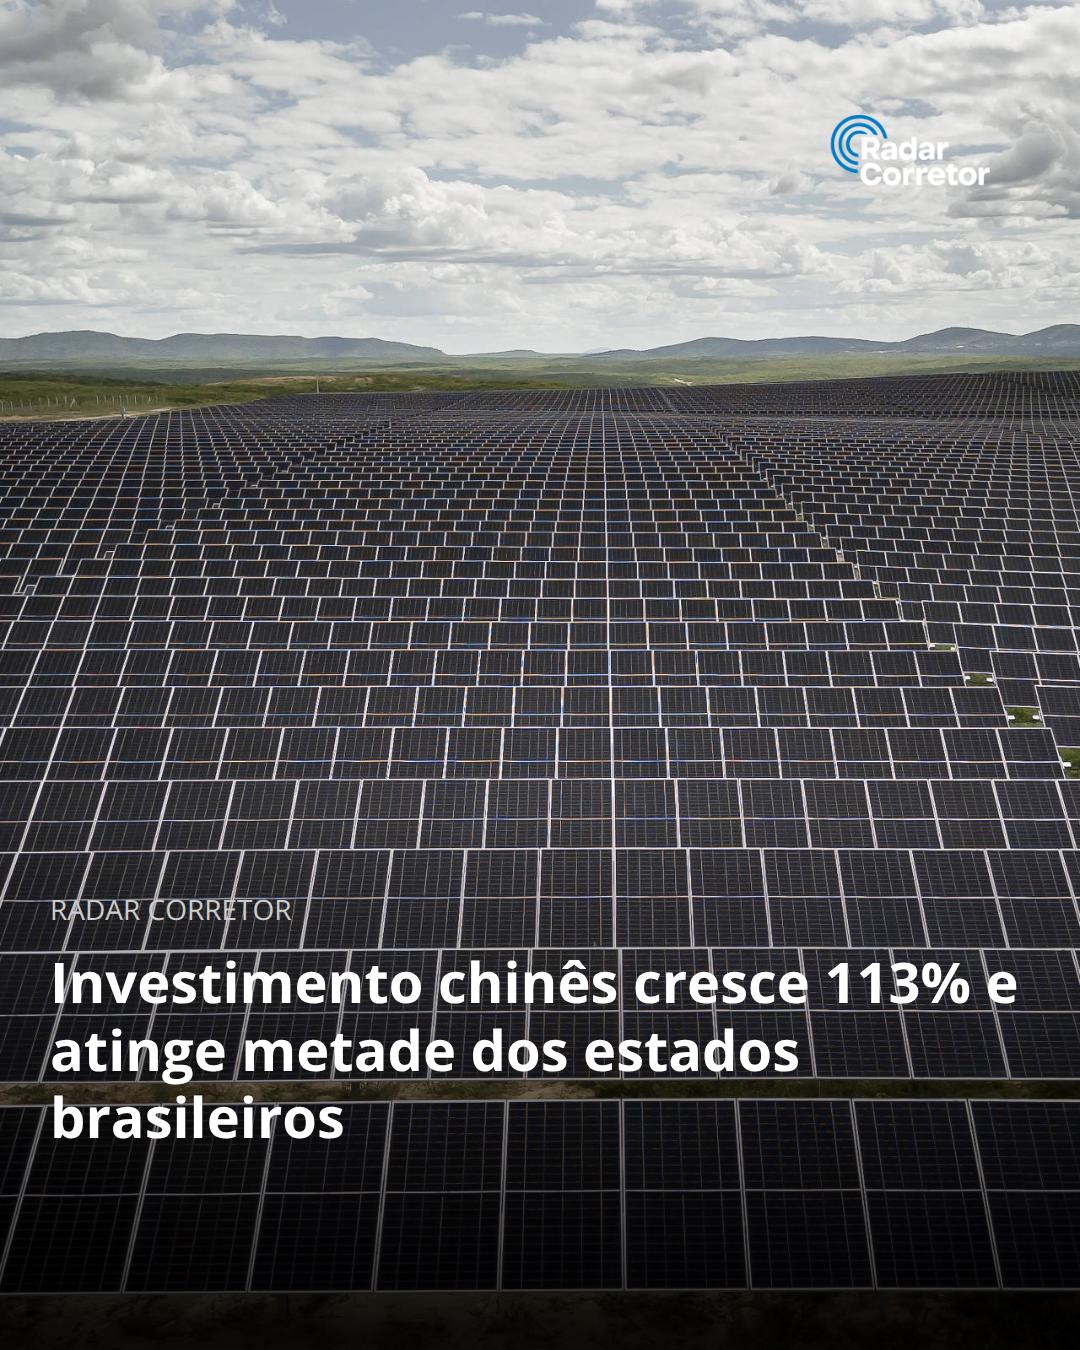 Radar
Corretor
RADAR CORRETOR
Investimento chinês cresce 113% e
atinge metade dos estados
brasileiros